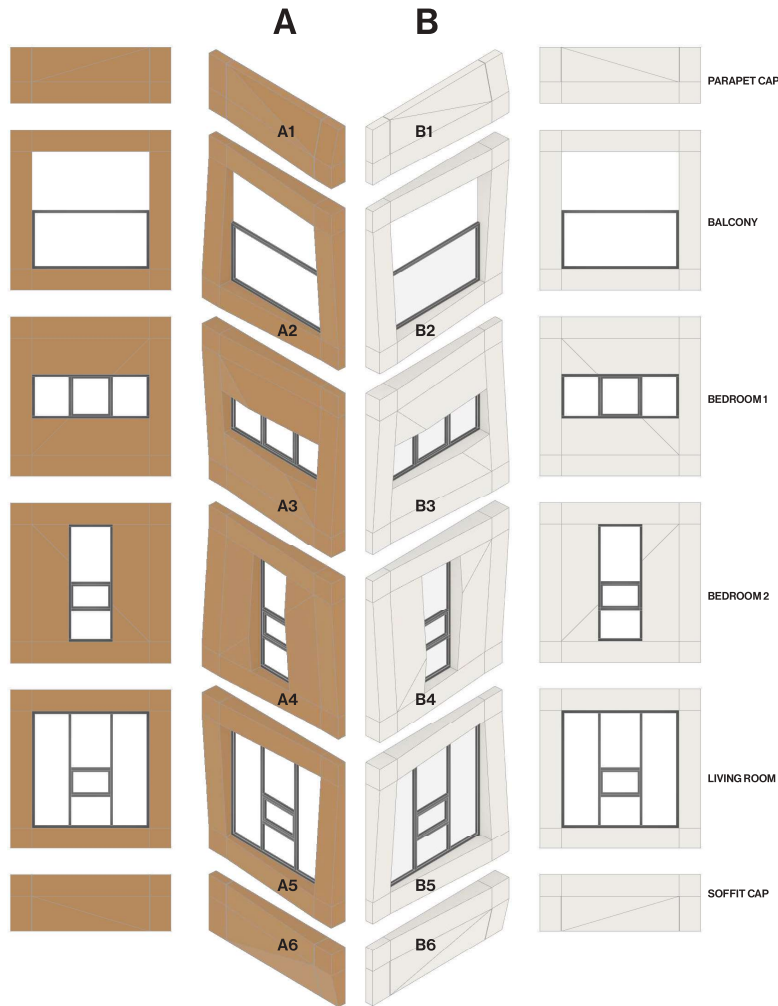 A B
PARAPET CAP
A1 B1
BALCONY
A2 B2
BEDROOM 1
A3 B3
BEDROOM 2
A4 B4
LIVING ROOM
A5 B5
SOFFIT CAP
A6 B6